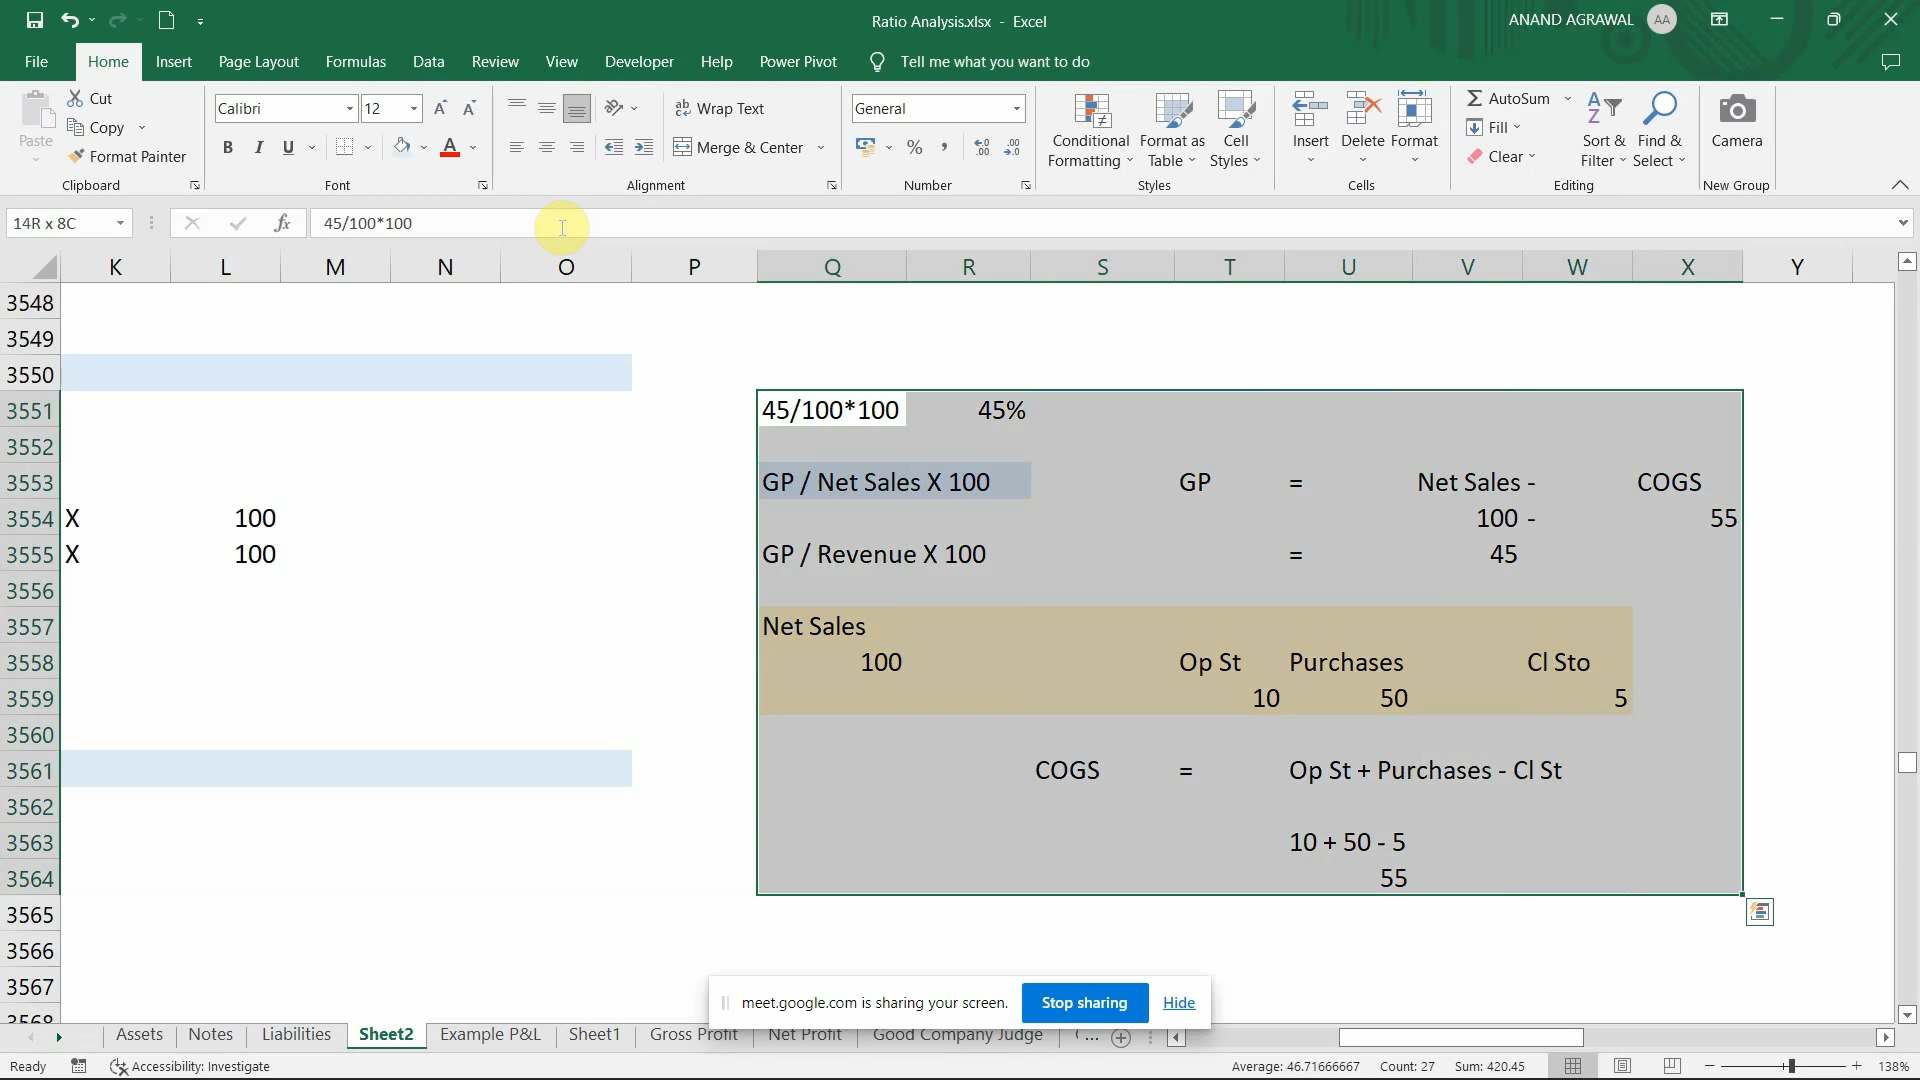 Ratio Analysis.xlsx - Excel
ANAND AGRAWAL AA
File Home Insert Page Layout Formulas Data Review View Developer Help Power Pivot Tell me what you want to do
Paste
Cut
Copy
Format Painter
Clipboard
Calibri 12
B I U
Font
Wrap Text
Merge & Center
Alignment
General
Number
Conditional Formatting
Format as Table
Cell Styles
Styles
Insert
Delete
Format
Cells
AutoSum
Fill
Clear
Sort & Filter
Find & Select
Editing
Camera
New Group
14R x 8C fx 45/100*100
K L M N O P Q R S T U V W X Y
3548
3549
3550
3551 45/100*100 45%
3552
3553 GP / Net Sales X 100 GP = Net Sales - COGS
3554 X 100 100 - 55
3555 X 100 GP / Revenue X 100 = 45
3556
3557 Net Sales
3558 100 Op St Purchases Cl Sto
3559 10 50 5
3560
3561 COGS = Op St + Purchases - Cl St
3562
3563 10 + 50 - 5
3564 55
3565
3566
3567
3568
meet.google.com is sharing your screen. Stop sharing Hide
Assets Notes Liabilities Sheet2 Example P&L Sheet1 Gross Profit Net Profit Good Company Judge ...
Ready Accessibility: Investigate Average: 46.71666667 Count: 27 Sum: 420.45 138%